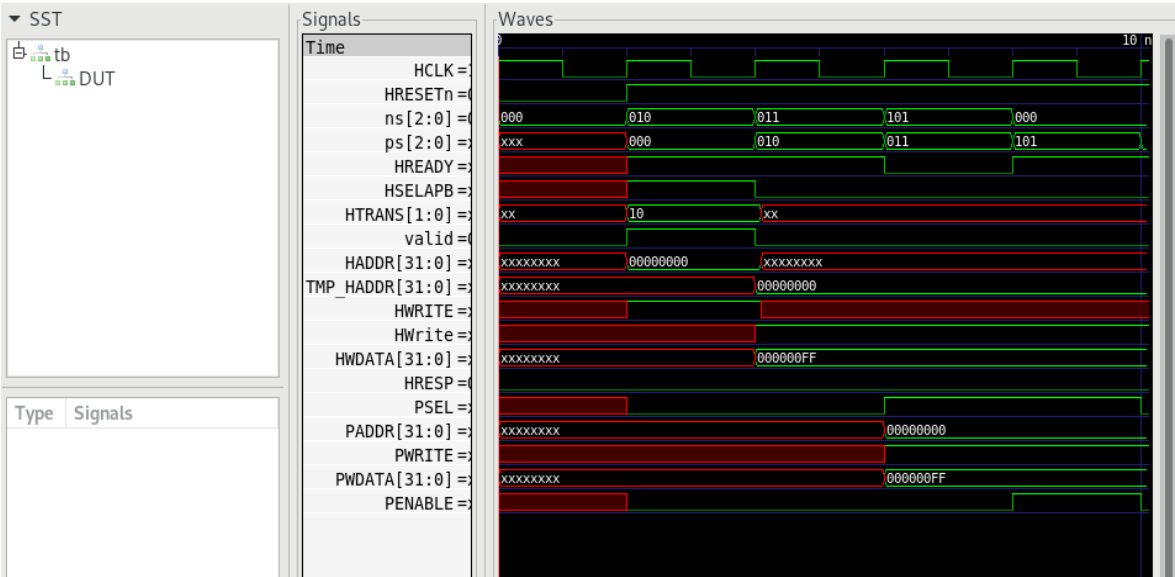 SST
tb
DUT
Type Signals
Signals
Time
HCLK =
HRESETn =
ns[2:0] =
ps[2:0] =
HREADY =
HSELAPB =
HTRANS[1:0] =
valid =
HADDR[31:0] =
TMP_HADDR[31:0] =
HWRITE =
HWrite =
HWDATA[31:0] =
HRESP =
PSEL =
PADDR[31:0] =
PWRITE =
PWDATA[31:0] =
PENABLE =
Waves
0 10 n
000 010 011 101 000
xxx 000 010 011 101
xx 10 xx
xxxxxxxx 00000000 xxxxxxxx
xxxxxxxx 00000000
xxxxxxxx 000000FF
xxxxxxxx 00000000
xxxxxxxx 000000FF